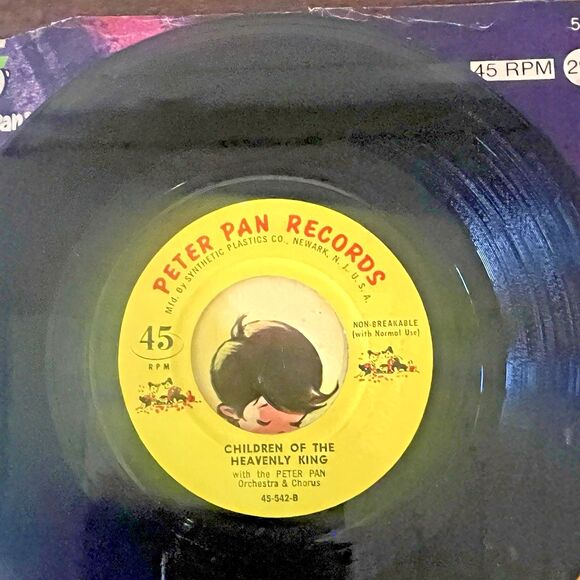 45 RPM
PETER PAN RECORDS
Mfd. By SYNTHETIC PLASTICS CO., NEWARK, N. J., U. S. A.
45
RPM
NON-BREAKABLE
(with Normal Use)
CHILDREN OF THE
HEAVENLY KING
with the PETER PAN
Orchestra & Chorus
45-542-B